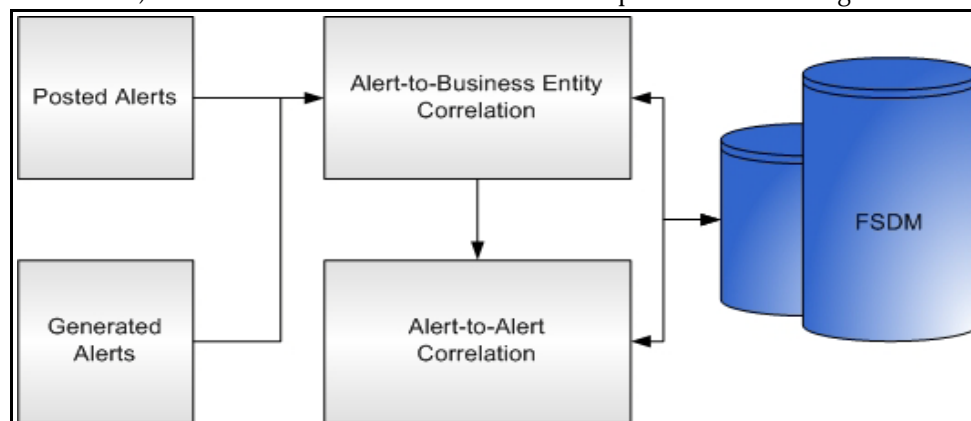 Posted Alerts
Alert-to-Business Entity
Correlation
FSDM
Generated
Alerts
Alert-to-Alert
Correlation